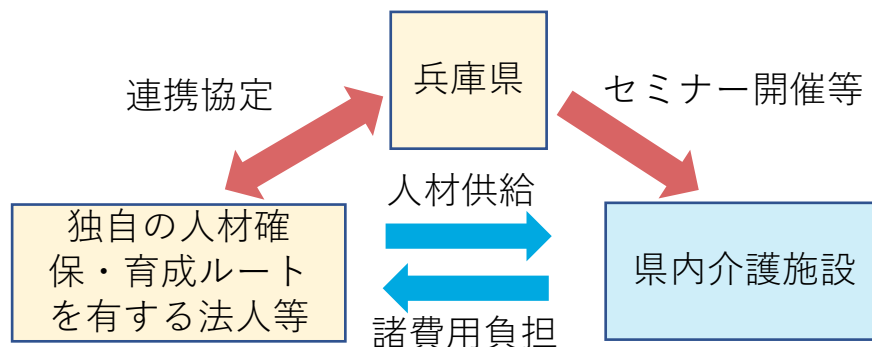 兵庫県
連携協定
セミナー開催等
人材供給
独自の人材確
保・育成ルート
を有する法人等
県内介護施設
諸費用負担